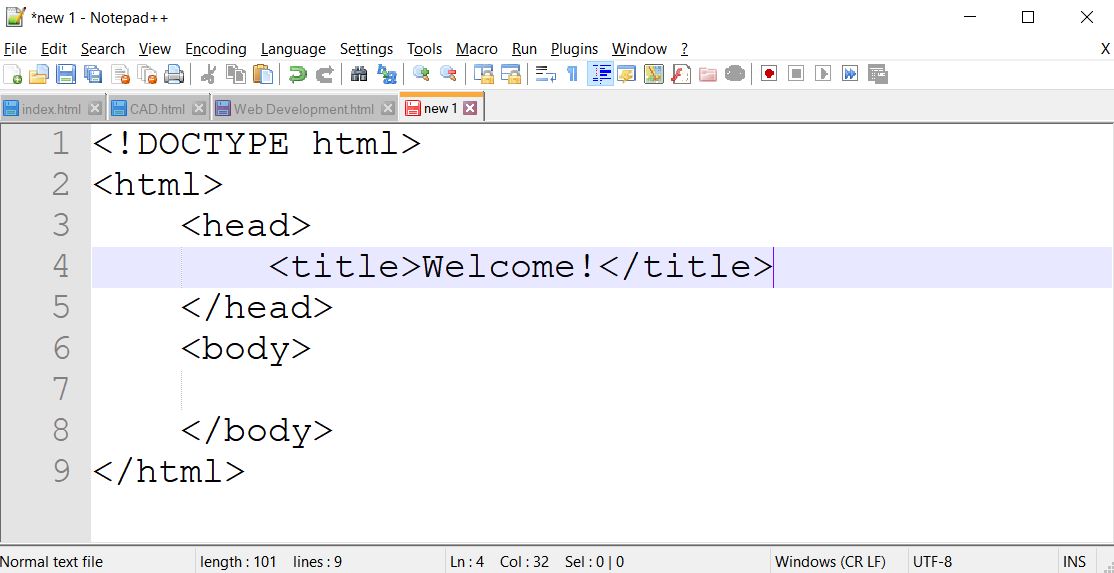 *new 1 - Notepad++
File Edit Search View Encoding Language Settings Tools Macro Run Plugins Window ? X
index.html CAD.html Web Development.html new 1
1 <!DOCTYPE html>
2 <html>
3 <head>
4 <title>Welcome!</title>
5 </head>
6 <body>
7
8 </body>
9 </html>
Normal text file length : 101 lines : 9 Ln : 4 Col : 32 Sel : 0 | 0 Windows (CR LF) UTF-8 INS